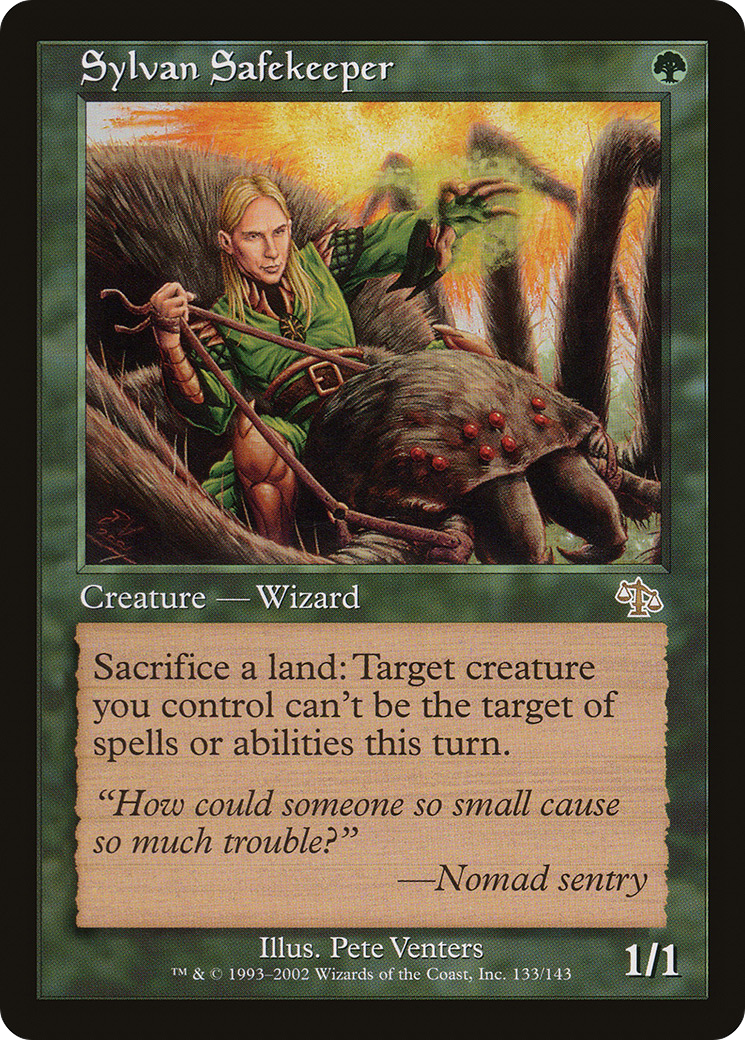 Sylvan Safekeeper
Creature — Wizard
Sacrifice a land: Target creature
you control can't be the target of
spells or abilities this turn.
"How could someone so small cause
so much trouble?"
—Nomad sentry
Illus. Pete Venters
™ & © 1993–2002 Wizards of the Coast, Inc. 133/143
1/1